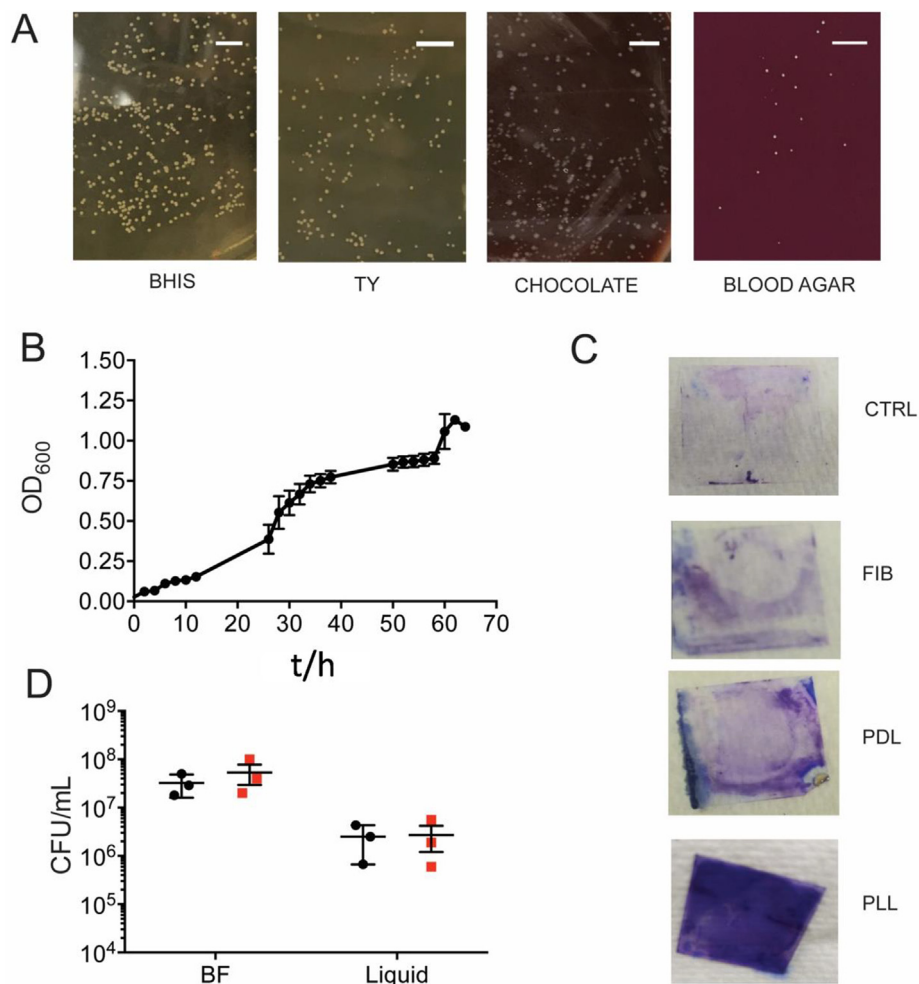 A
BHIS
TY
CHOCOLATE
BLOOD AGAR
B
OD600
1.50
1.25
1.00
0.75
0.50
0.25
0.00
0 10 20 30 40 50 60 70
t/h
C
CTRL
FIB
PDL
PLL
D
CFU/mL
10⁹
10⁸
10⁷
10⁶
10⁵
10⁴
BF Liquid